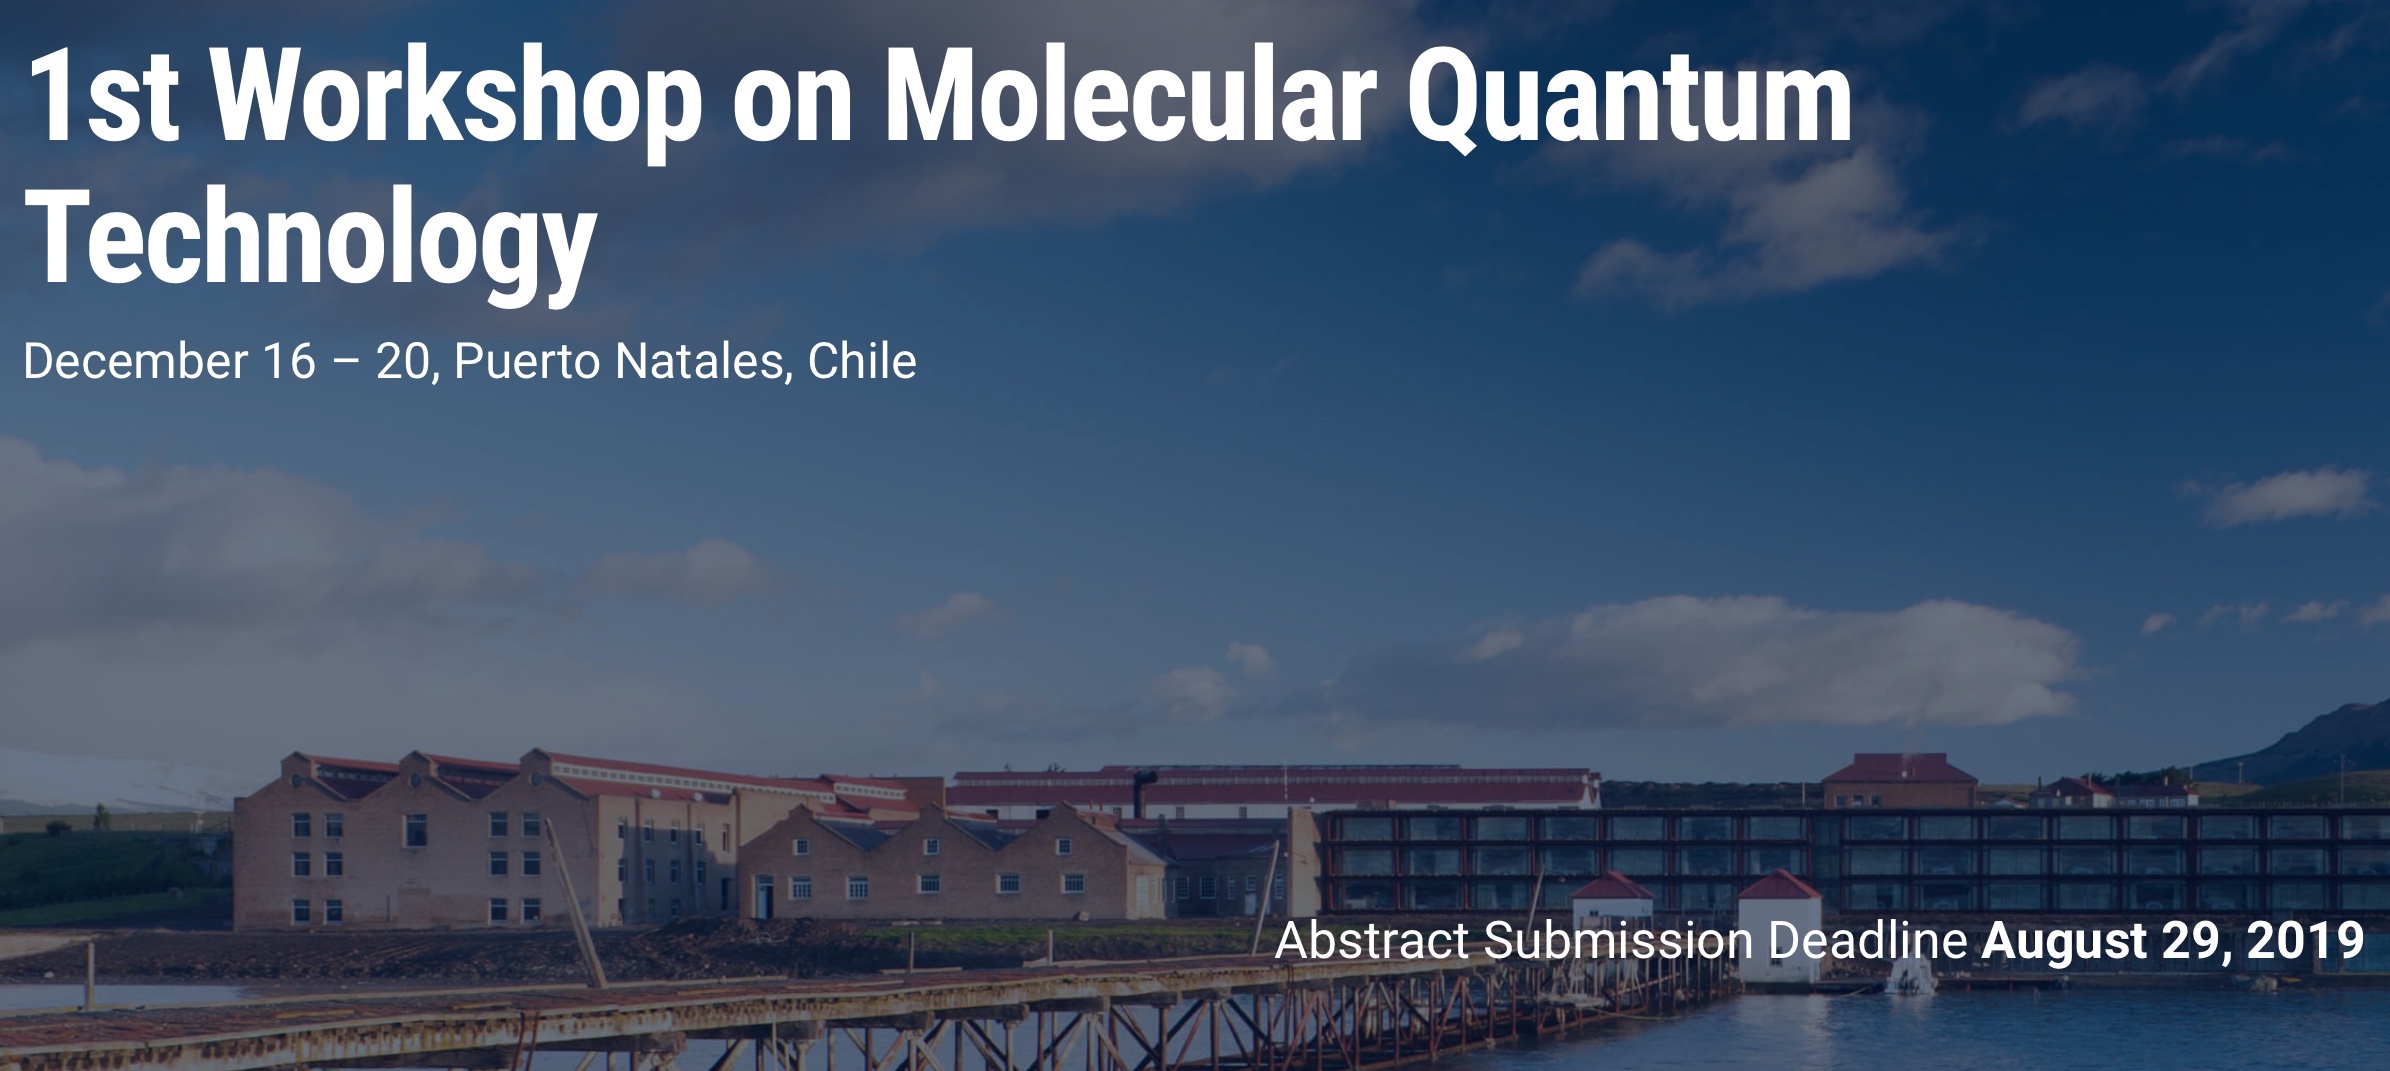 1st Workshop on Molecular Quantum
Technology
December 16 – 20, Puerto Natales, Chile
Abstract Submission Deadline August 29, 2019